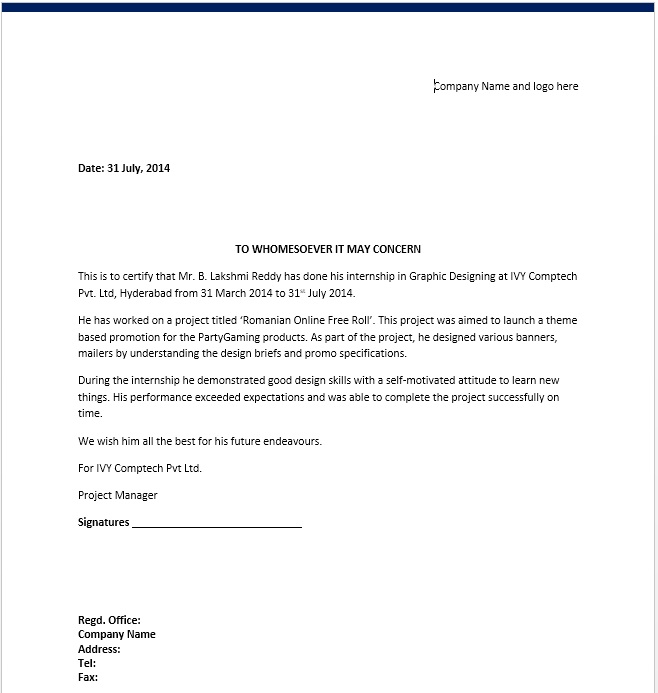 Company Name and logo here
Date: 31 July, 2014
TO WHOMESOEVER IT MAY CONCERN
This is to certify that Mr. B. Lakshmi Reddy has done his internship in Graphic Designing at IVY Comptech
Pvt. Ltd, Hyderabad from 31 March 2014 to 31st July 2014.
He has worked on a project titled ‘Romanian Online Free Roll’. This project was aimed to launch a theme
based promotion for the PartyGaming products. As part of the project, he designed various banners,
mailers by understanding the design briefs and promo specifications.
During the internship he demonstrated good design skills with a self-motivated attitude to learn new
things. His performance exceeded expectations and was able to complete the project successfully on
time.
We wish him all the best for his future endeavours.
For IVY Comptech Pvt Ltd.
Project Manager
Signatures ____________________________
Regd. Office:
Company Name
Address:
Tel:
Fax: